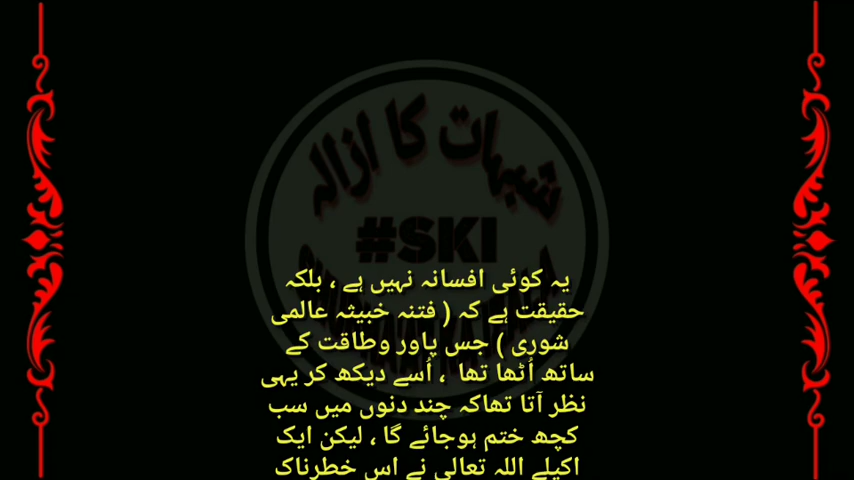 شبہات کا ازالہ
#SKI
یہ کوئی افسانہ نہیں ہے ، بلکہ
حقیقت ہے کہ ( فتنہ خبیثہ عالمی
شوری ) جس پاور وطاقت کے
ساتھ اُٹھا تھا ، اُسے دیکھ کر یہی
نظر آتا تھاکہ چند دنوں میں سب
کچھ ختم ہوجائے گا ، لیکن ایک
اکیلے اللہ تعالی نے اس خطرناک